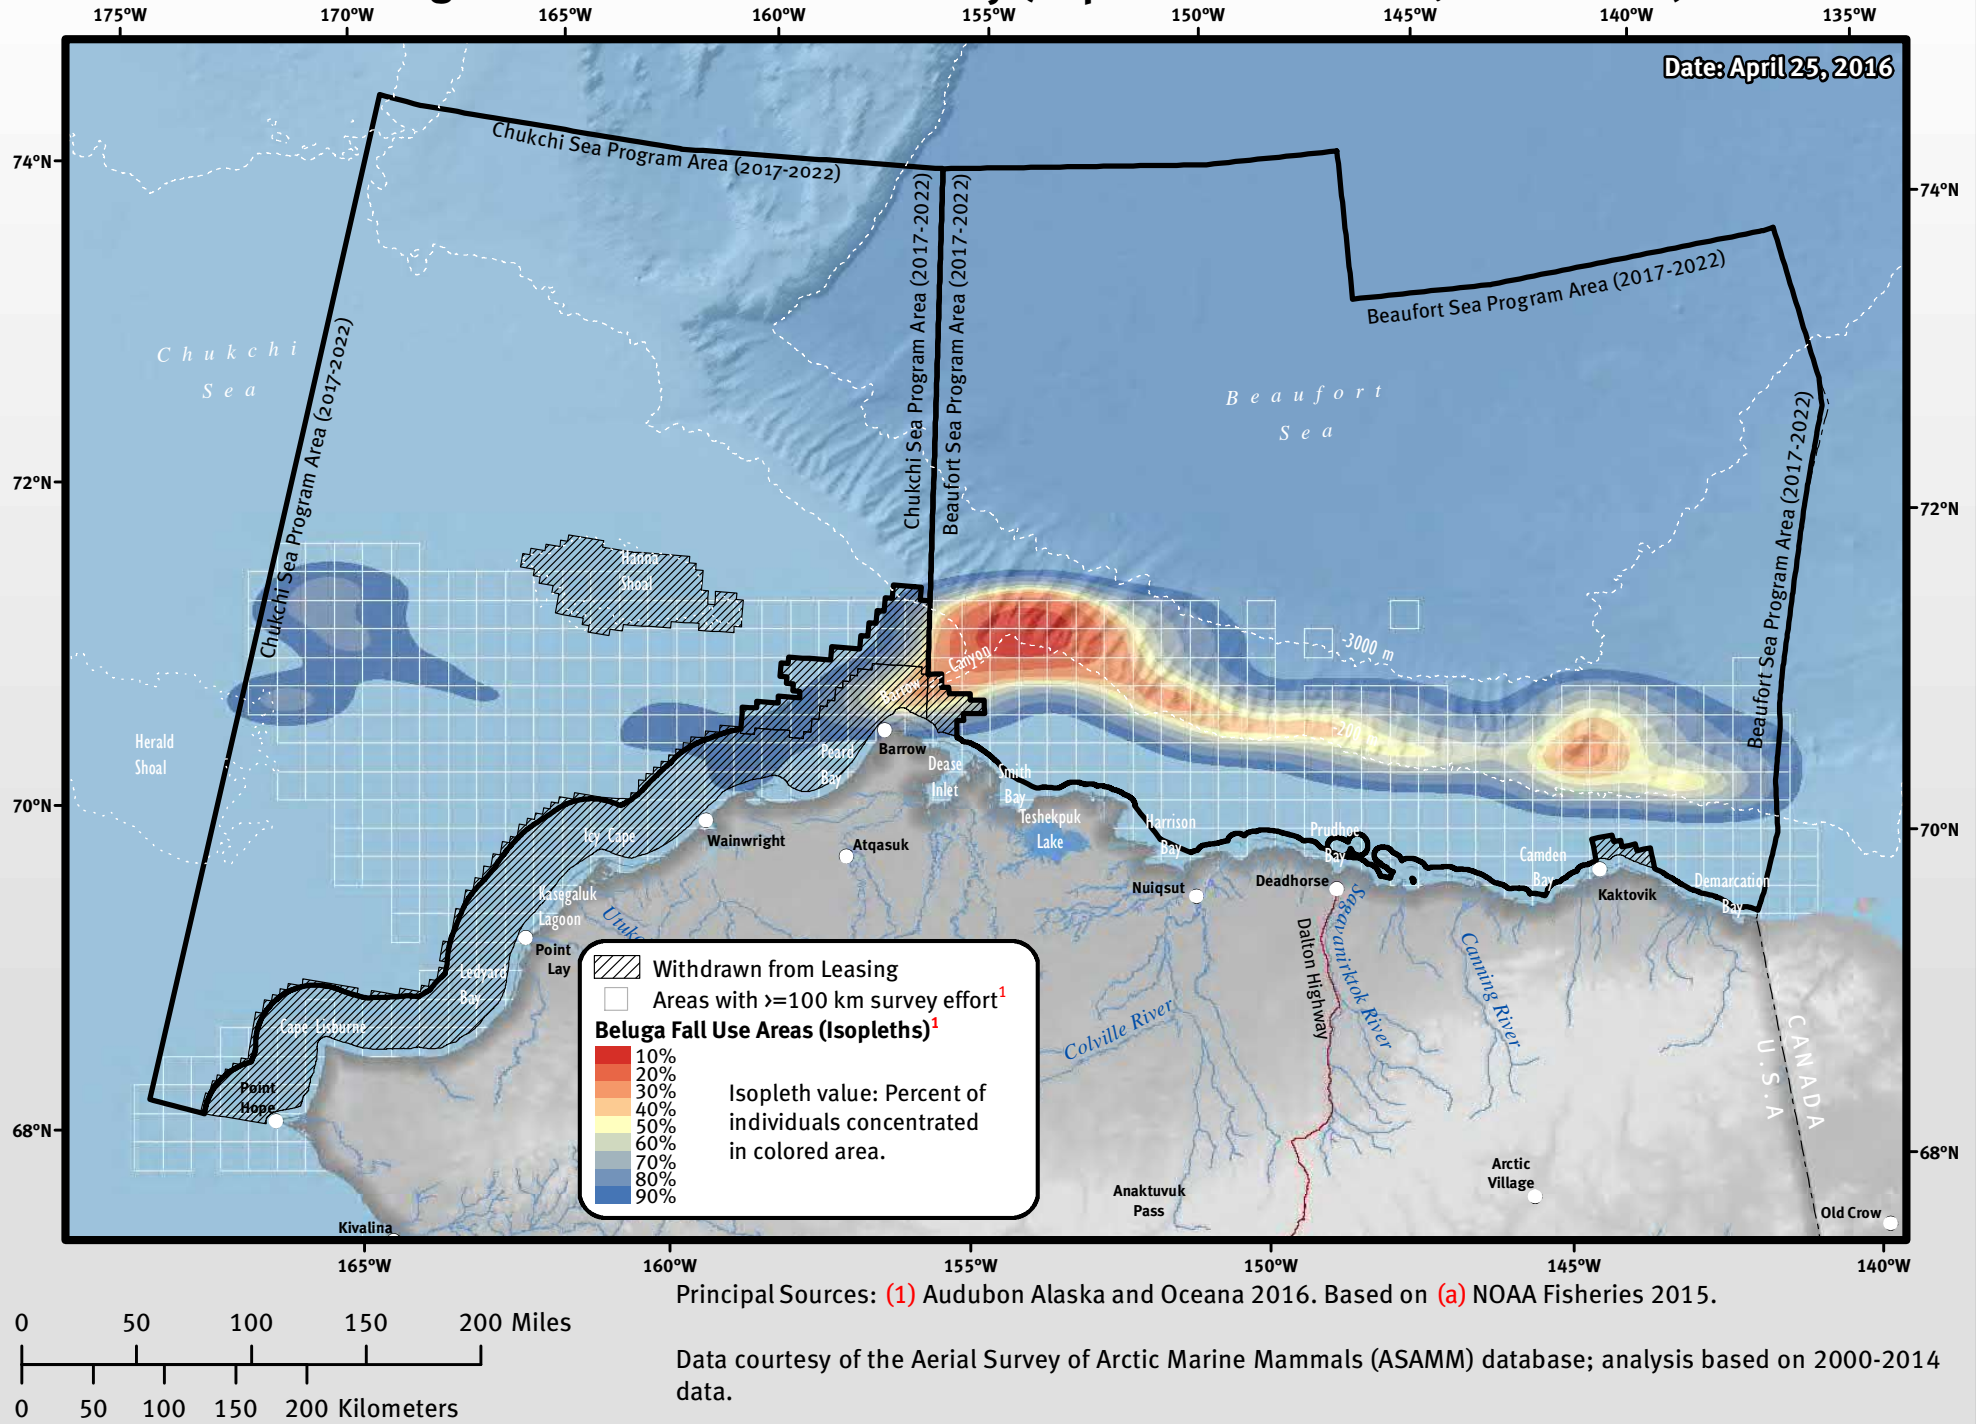 175°W
170°W
165°W
160°W
155°W
150°W
145°W
140°W
135°W
Date: April 25, 2016
Chukchi Sea Program Area (2017-2022)
74°N
74°N
Chukchi Sea Program Area (2017-2022)
Beaufort Sea Program Area (2017-2022)
Beaufort Sea Program Area (2017-2022)
Chukchi Sea Program Area (2017-2022)
Chukchi
Sea
Beaufort
Sea
Beaufort Sea Program Area (2017-2022)
72°N
72°N
Hanna
Shoal
-3000 m
Canyon
Barrow
-200 m
Herald
Shoal
Peard
Bay
Barrow
Dease
Inlet
Smith
Bay
70°N
70°N
Teshekpuk
Lake
Harrison
Bay
Prudhoe
Bay
Icy Cape
Wainwright
Atqasuk
Camden
Bay
Kaktovik
Demarcation
Bay
Nuiqsut
Deadhorse
Kasegaluk
Lagoon
Point
Lay
Ledyard
Bay
Cape Lisburne
Point
Hope
Dalton Highway
Sagavanirktok River
Canning River
Colville River
CANADA
U.S.A
68°N
68°N
Withdrawn from Leasing
Areas with >=100 km survey effort1
Beluga Fall Use Areas (Isopleths)1
10%
20%
30%
40%
50%
60%
70%
80%
90%
Isopleth value: Percent of
individuals concentrated
in colored area.
Anaktuvuk
Pass
Arctic
Village
Old Crow
Kivalina
165°W
160°W
155°W
150°W
145°W
140°W
Principal Sources: (1) Audubon Alaska and Oceana 2016. Based on (a) NOAA Fisheries 2015.
0 50 100 150 200 Miles
0 50 100 150 200 Kilometers
Data courtesy of the Aerial Survey of Arctic Marine Mammals (ASAMM) database; analysis based on 2000-2014
data.